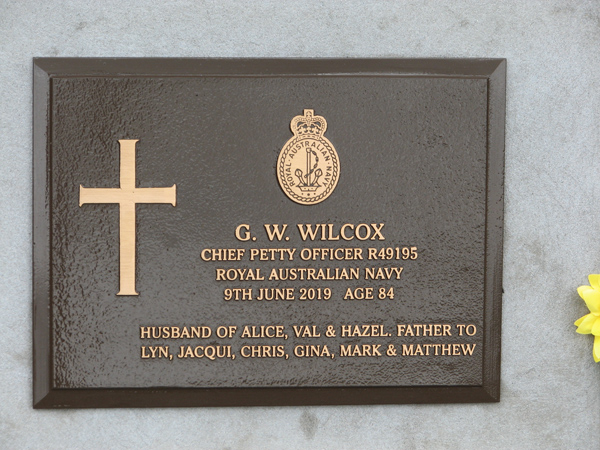 ROYAL AUSTRALIAN NAVY
G. W. WILCOX
CHIEF PETTY OFFICER R49195
ROYAL AUSTRALIAN NAVY
9TH JUNE 2019 AGE 84
HUSBAND OF ALICE, VAL & HAZEL. FATHER TO
LYN, JACQUI, CHRIS, GINA, MARK & MATTHEW